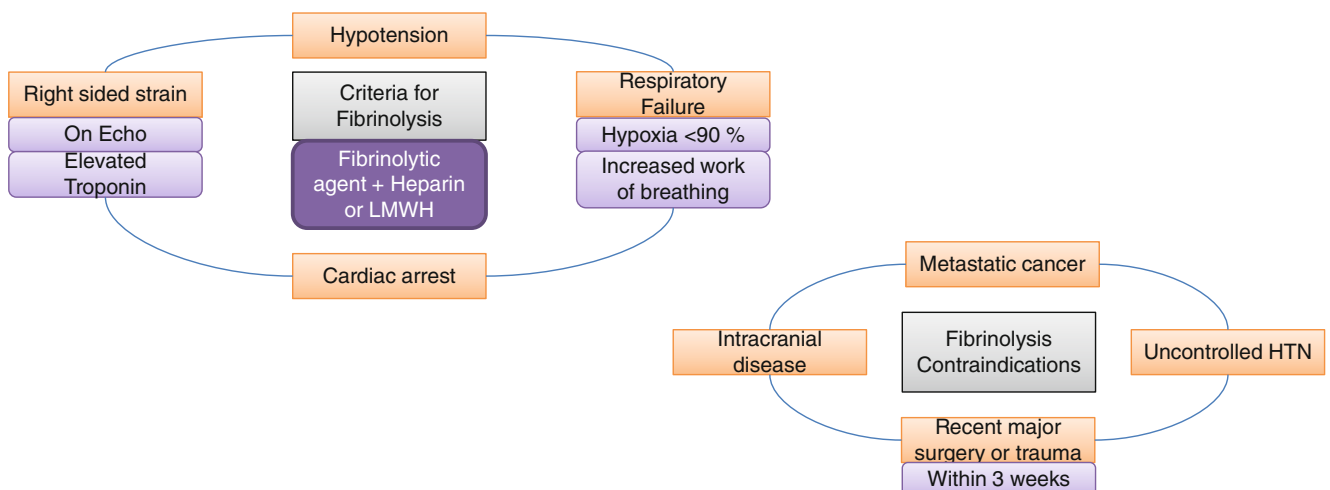 Hypotension
Right sided strain
On Echo
Elevated
Troponin
Criteria for
Fibrinolysis
Fibrinolytic
agent + Heparin
or LMWH
Respiratory
Failure
Hypoxia <90 %
Increased work
of breathing
Cardiac arrest
Metastatic cancer
Intracranial
disease
Fibrinolysis
Contraindications
Uncontrolled HTN
Recent major
surgery or trauma
Within 3 weeks